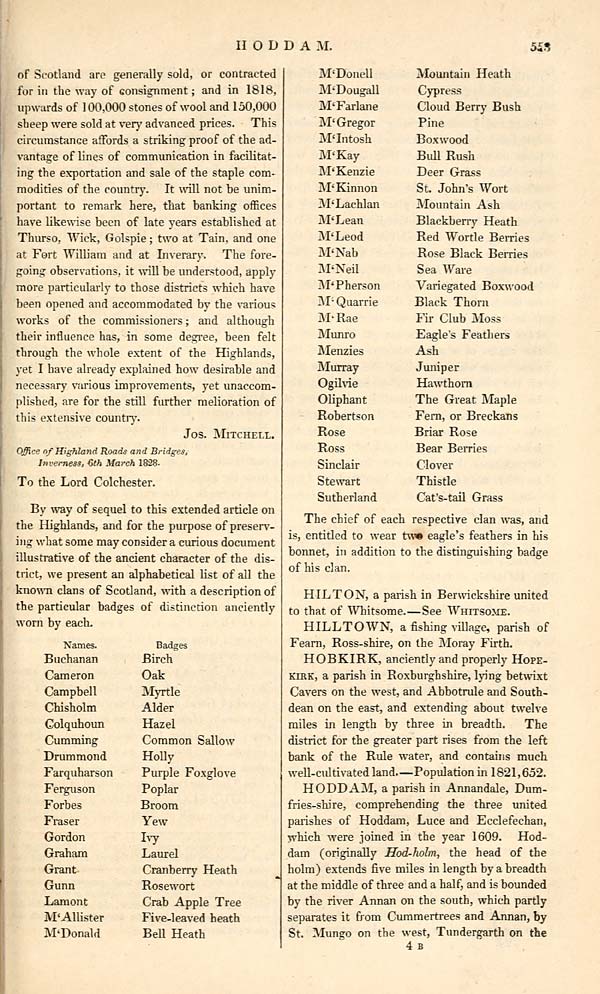 HODDAM.
of Scotland are generally sold, or contracted
for in the way of consignment; and in 1818,
upwards of 100,000 stones of wool and 150,000
sheep were sold at very advanced prices. This
circumstance affords a striking proof of the ad-
vantage of lines of communication in facilitat-
ing the exportation and sale of the staple com-
modities of the country. It will not be unim-
portant to remark here, that banking offices
have likewise been of late years established at
Thurso, Wick, Golspie; two at Tain, and one
at Fort William and at Inverary. The fore-
going observations, it will be understood, apply
more particularly to those districts which have
been opened and accommodated by the various
works of the commissioners; and although
their influence has, in some degree, been felt
through the whole extent of the Highlands,
yet I have already explained how desirable and
necessary various improvements, yet unaccom-
plished, are for the still further melioration of
this extensive country.
Jos. Mitchell.
Office of Highland Roads and Bridges,
Inverness, 6th March 1828.
To the Lord Colchester.
By way of sequel to this extended article on
the Highlands, and for the purpose of preserv-
ing what some may consider a curious document
illustrative of the ancient character of the dis-
trict, we present an alphabetical list of all the
known clans of Scotland, with a description of
the particular badges of distinction anciently
worn by each.
Names. Badges
Buchanan Birch
Cameron Oak
Campbell Myrtle
Chisholm Alder
Colquhoun Hazel
Cumming Common Sallow
Drummond Holly
Farquharson Purple Foxglove
Ferguson Poplar
Forbes Broom
Fraser Yew
Gordon Ivy
Graham Laurel
Grant Cranberry Heath
Gunn Rosewort
Lamont Crab Apple Tree
M‘Allister Five-leaved heath
M‘Donald Bell Heath
M‘Donell Mountain Heath
M‘Dougall Cypress
M‘Farlane Cloud Berry Bush
M‘Gregor Pine
M‘Intosh Boxwood
M‘Kay Bull Rush
M‘Kenzie Deer Grass
M‘Kinnon St. John's Wort
M‘Lachlan Mountain Ash
M‘Lean Blackberry Heath
M‘Leod Red Wortle Berries
M‘Nab Rose Black Berries
M‘Neil Sea Ware
M‘Pherson Variegated Boxwood
M‘Quarrie Black Thorn
M‘Rae Fir Club Moss
Munro Eagle's Feathers
Menzies Ash
Murray Juniper
Ogilvie Hawthorn
Oliphant The Great Maple
Robertson Fern, or Breckans
Rose Briar Rose
Ross Bear Berries
Sinclair Clover
Stewart Thistle
Sutherland Cat's-tail Grass
The chief of each respective clan was, and
is, entitled to wear two eagle's feathers in his
bonnet, in addition to the distinguishing badge
of his clan.
HILTON, a parish in Berwickshire united
to that of Whitsome.—See Whitsome.
HILLTOWN, a fishing village, parish of
Fearn, Ross-shire, on the Moray Firth.
HOBKIRK, anciently and properly Hope-
kirk, a parish in Roxburghshire, lying betwixt
Cavers on the west, and Abbotrule and South-
dean on the east, and extending about twelve
miles in length by three in breadth. The
district for the greater part rises from the left
bank of the Rule water, and contains much
well-cultivated land.—Population in 1821, 652.
HODDAM, a parish in Annandale, Dum-
fries-shire, comprehending the three united
parishes of Hoddam, Luce and Ecclefechan,
which were joined in the year 1609. Hod-
dam (originally Hod-holm, the head of the
holm) extends five miles in length by a breadth
at the middle of three and a half, and is bounded
by the river Annan on the south, which partly
separates it from Cummertrees and Annan, by
St. Mungo on the west, Tundergarth on the
4 B